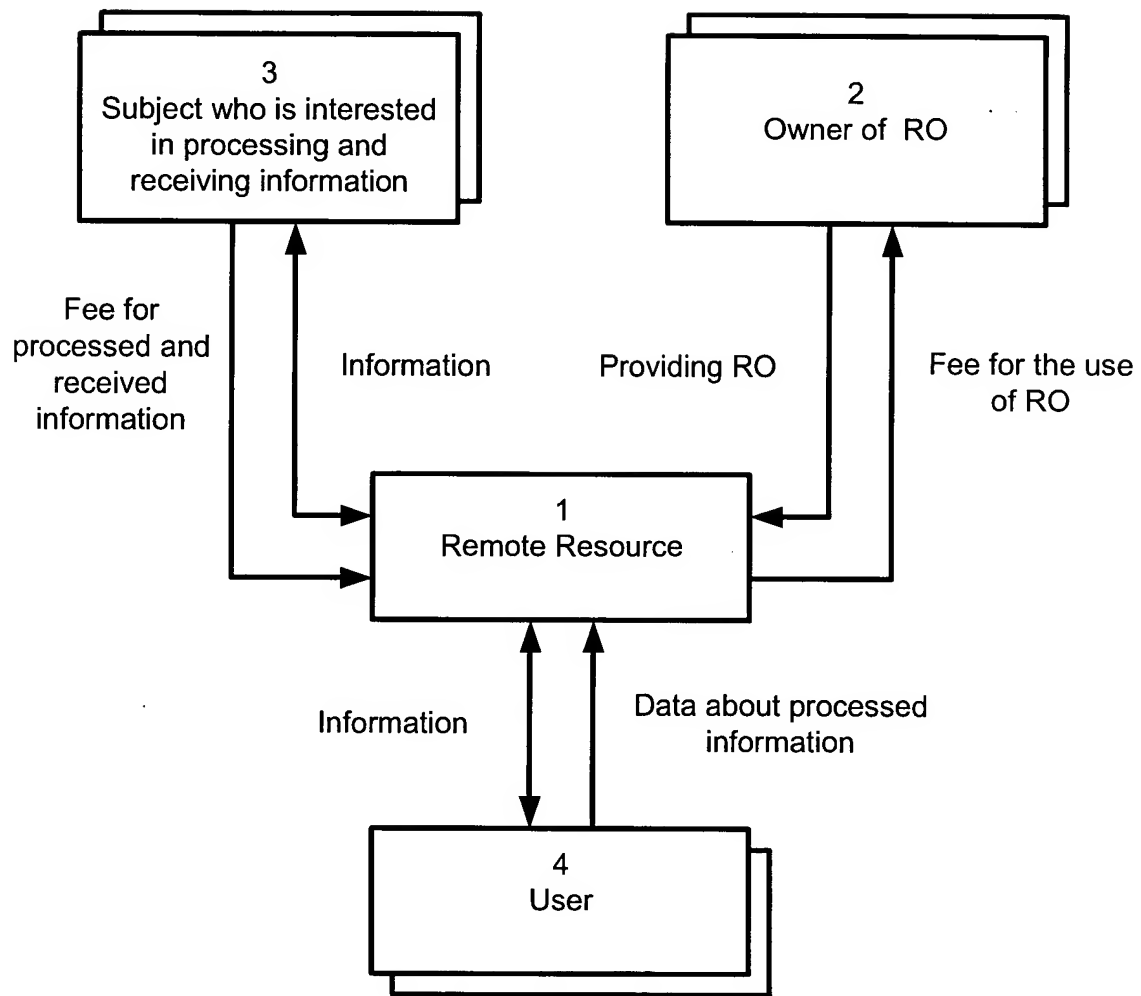 3
Subject who is interested
in processing and
receiving information
2
Owner of RO
Fee for
processed and
received
information
Information
Providing RO
Fee for the use
of RO
1
Remote Resource
Information
Data about processed
information
4
User